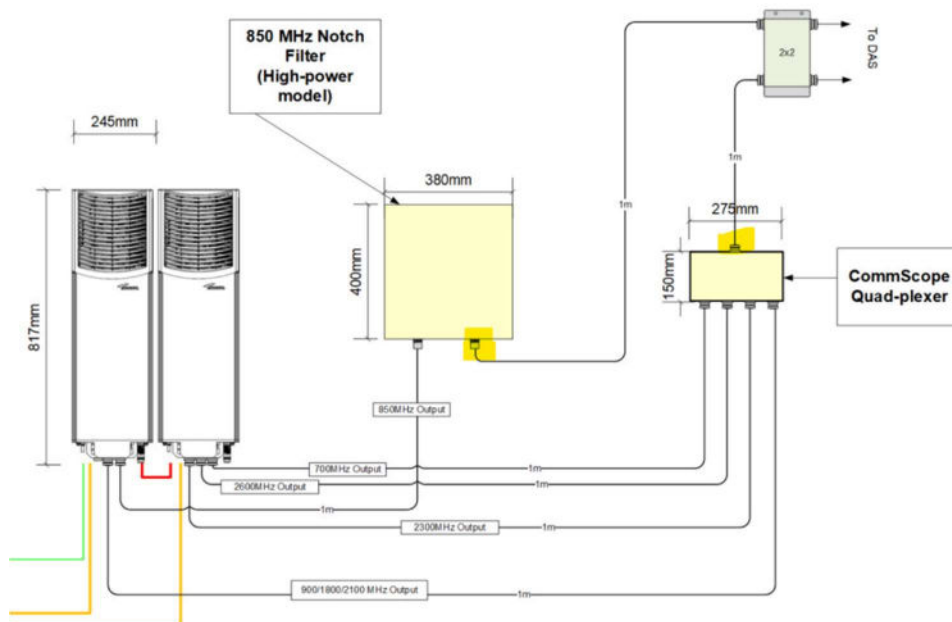 850 MHz Notch
Filter
(High-power
model)
2x2
To DAS
245mm
380mm
1m
1m
275mm
400mm
150mm
CommScope
Quad-plexer
817mm
850MHz Output
700MHz Output
1m
2600MHz Output
1m
1m
2300MHz Output
1m
900/1800/2100 MHz Output
1m